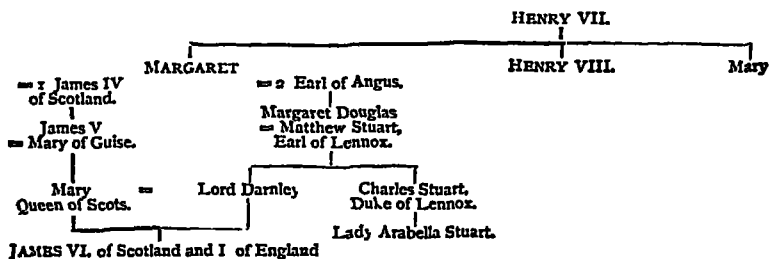 HENRY VII.
MARGARET HENRY VIII. Mary
= 1 James IV = 2 Earl of Angus.
of Scotland.
Margaret Douglas
James V = Matthew Stuart,
= Mary of Guise. Earl of Lennox.
Mary = Lord Darnley Charles Stuart,
Queen of Scots. Duke of Lennox.
Lady Arabella Stuart.
JAMES VI. of Scotland and I of England